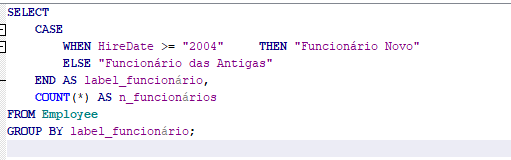 SELECT
CASE
WHEN HireDate >= "2004" THEN "Funcionário Novo"
ELSE "Funcionário das Antigas"
END AS label_funcionário,
COUNT(*) AS n_funcionários
FROM Employee
GROUP BY label_funcionário;